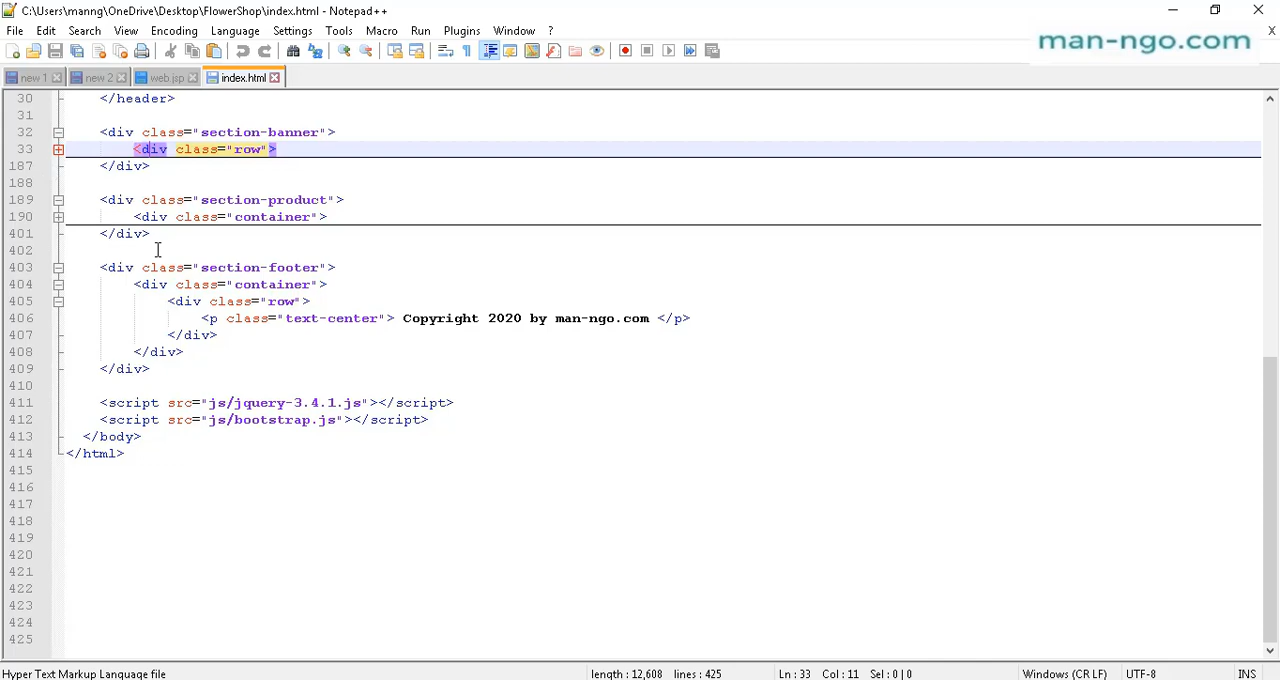 C:\Users\manng\OneDrive\Desktop\FlowerShop\index.html - Notepad++
File Edit Search View Encoding Language Settings Tools Macro Run Plugins Window ? X
man-ngo.com
new 1 new 2 web.jsp index.html
30 </header>
31
32 <div class="section-banner">
33 <div class="row">
187 </div>
188
189 <div class="section-product">
190 <div class="container">
401 </div>
402
403 <div class="section-footer">
404 <div class="container">
405 <div class="row">
406 <p class="text-center"> Copyright 2020 by man-ngo.com </p>
407 </div>
408 </div>
409 </div>
410
411 <script src="js/jquery-3.4.1.js"></script>
412 <script src="js/bootstrap.js"></script>
413 </body>
414 </html>
415
416
417
418
419
420
421
422
423
424
425
Hyper Text Markup Language file length : 12,608 lines : 425 Ln : 33 Col : 11 Sel : 0 | 0 Windows (CR LF) UTF-8 INS